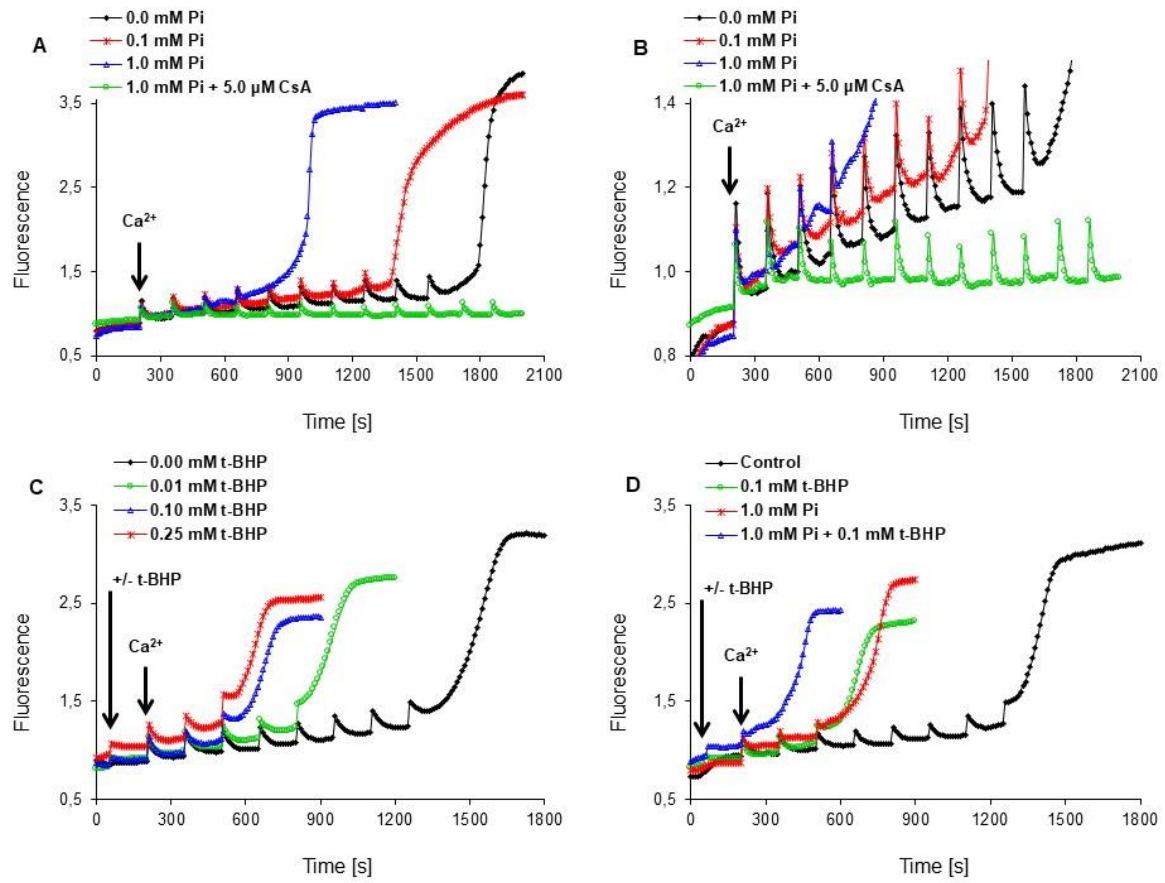 A
0.0 mM Pi
0.1 mM Pi
1.0 mM Pi
1.0 mM Pi + 5.0 µM CsA
Fluorescence
3,5
2,5
1,5
0,5
Ca²⁺
0 300 600 900 1200 1500 1800 2100
Time [s]
B
0.0 mM Pi
0.1 mM Pi
1.0 mM Pi
1.0 mM Pi + 5.0 µM CsA
Fluorescence
1,4
1,2
1,0
0,8
Ca²⁺
0 300 600 900 1200 1500 1800 2100
Time [s]
C
0.00 mM t-BHP
0.01 mM t-BHP
0.10 mM t-BHP
0.25 mM t-BHP
Fluorescence
3,5
2,5
1,5
0,5
+/- t-BHP
Ca²⁺
0 300 600 900 1200 1500 1800
Time [s]
D
Control
0.1 mM t-BHP
1.0 mM Pi
1.0 mM Pi + 0.1 mM t-BHP
Fluorescence
3,5
2,5
1,5
0,5
+/- t-BHP
Ca²⁺
0 300 600 900 1200 1500 1800
Time [s]